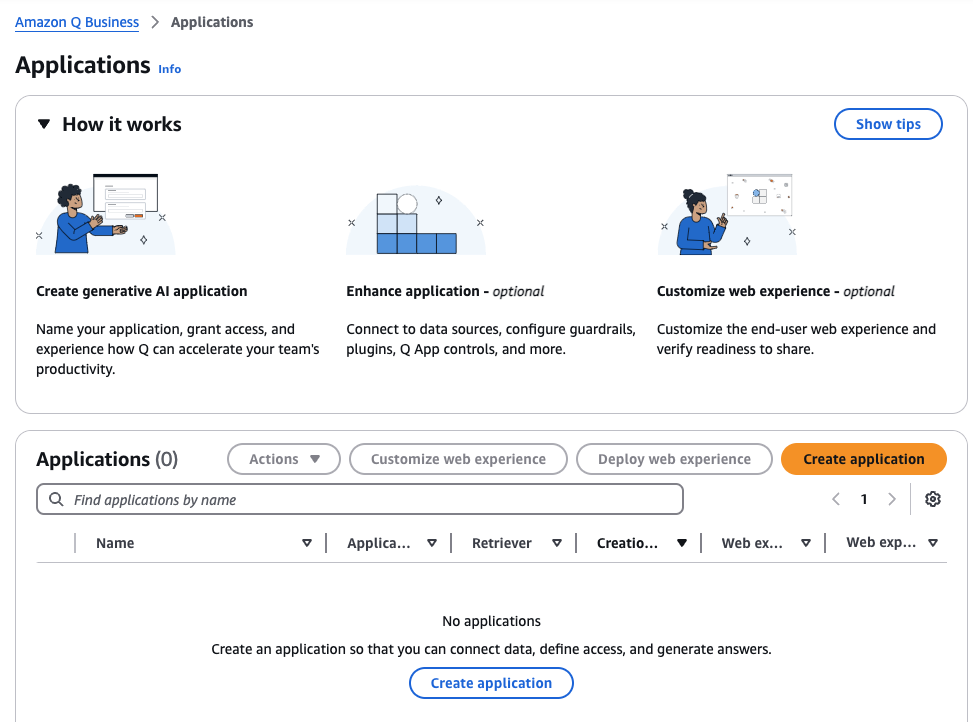 Amazon Q Business > Applications
Applications Info
How it works
Show tips
Create generative AI application
Name your application, grant access, and
experience how Q can accelerate your team's
productivity.
Enhance application - optional
Connect to data sources, configure guardrails,
plugins, Q App controls, and more.
Customize web experience - optional
Customize the end-user web experience and
verify readiness to share.
Applications (0)
Actions
Customize web experience
Deploy web experience
Create application
Find applications by name
1
Name
Applica...
Retriever
Creatio...
Web ex...
Web exp...
No applications
Create an application so that you can connect data, define access, and generate answers.
Create application